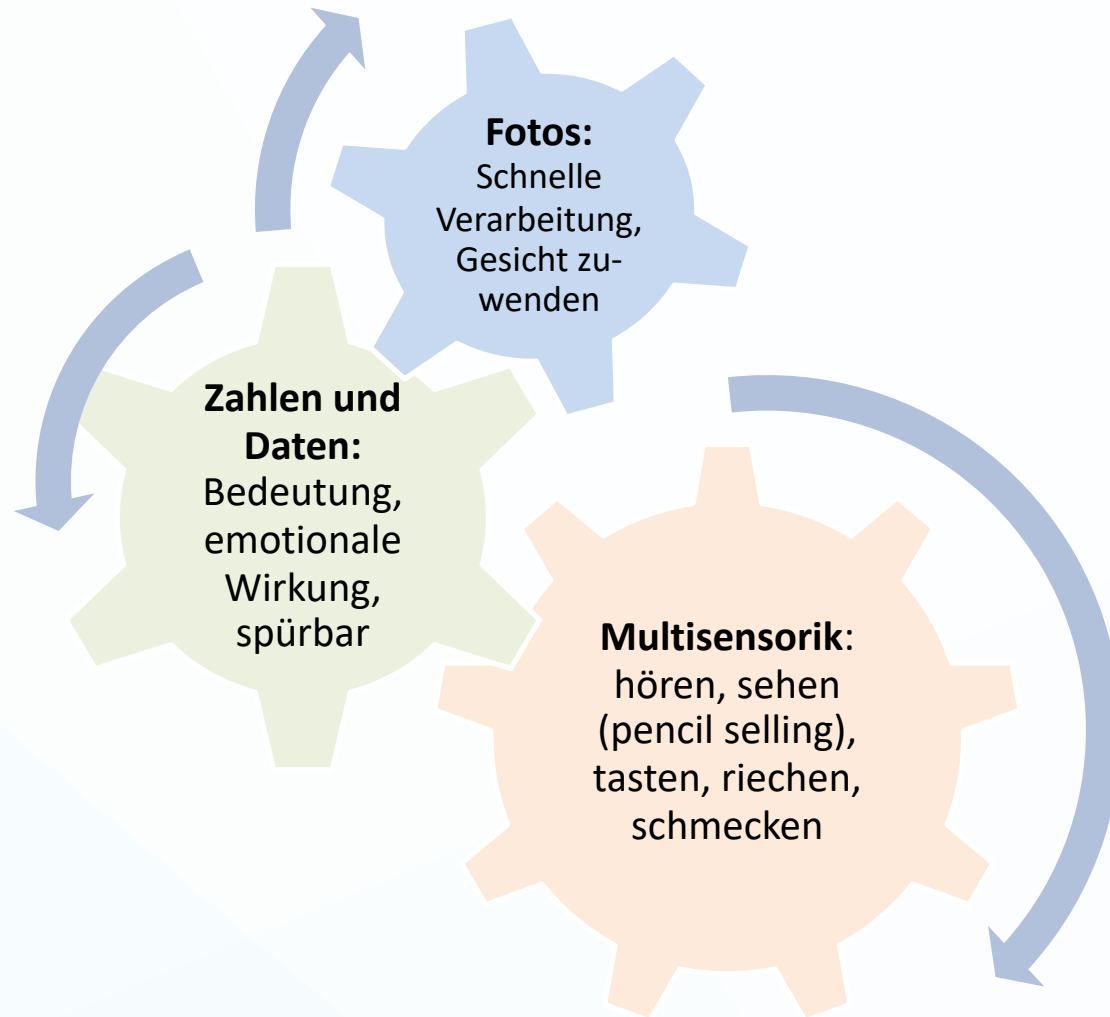 Fotos:
Schnelle
Verarbeitung,
Gesicht zu-
wenden
Zahlen und
Daten:
Bedeutung,
emotionale
Wirkung,
spürbar
Multisensorik:
hören, sehen
(pencil selling),
tasten, riechen,
schmecken